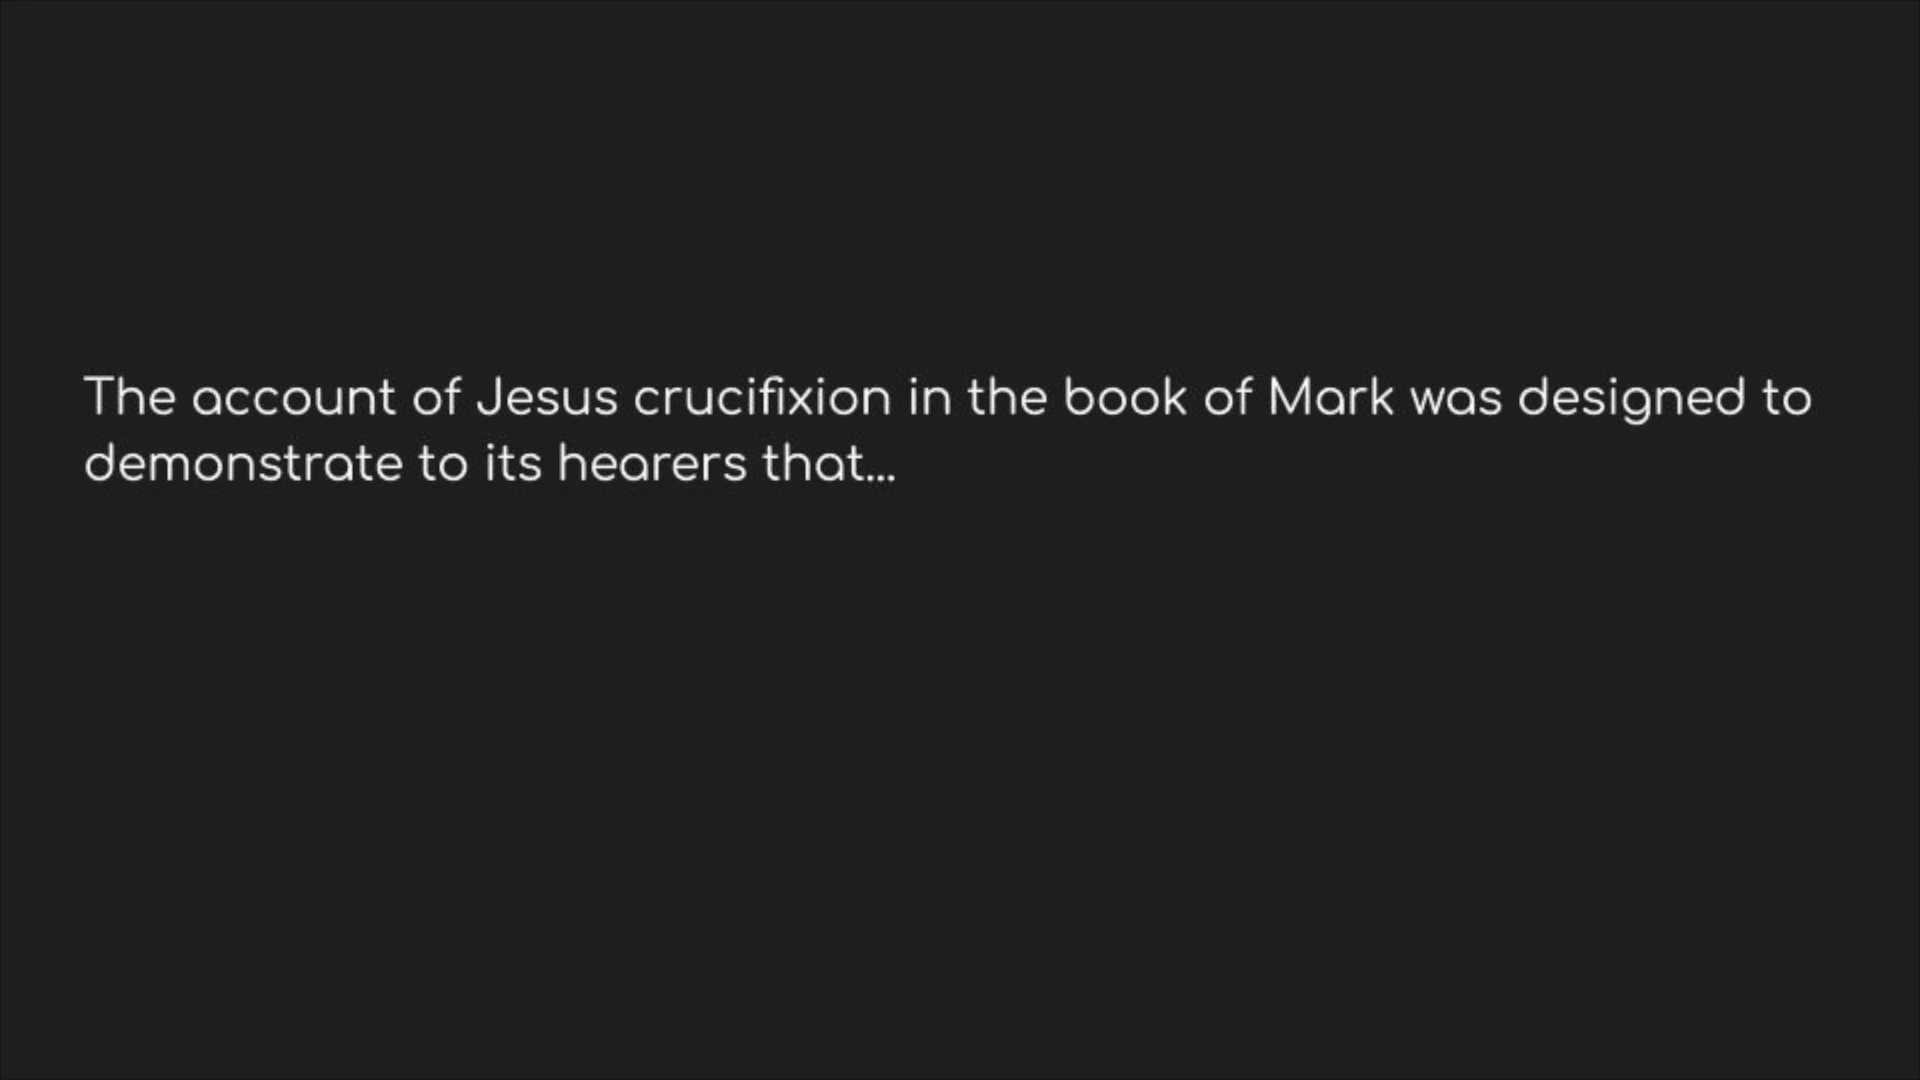 The account of Jesus crucifixion in the book of Mark was designed to
demonstrate to its hearers that...